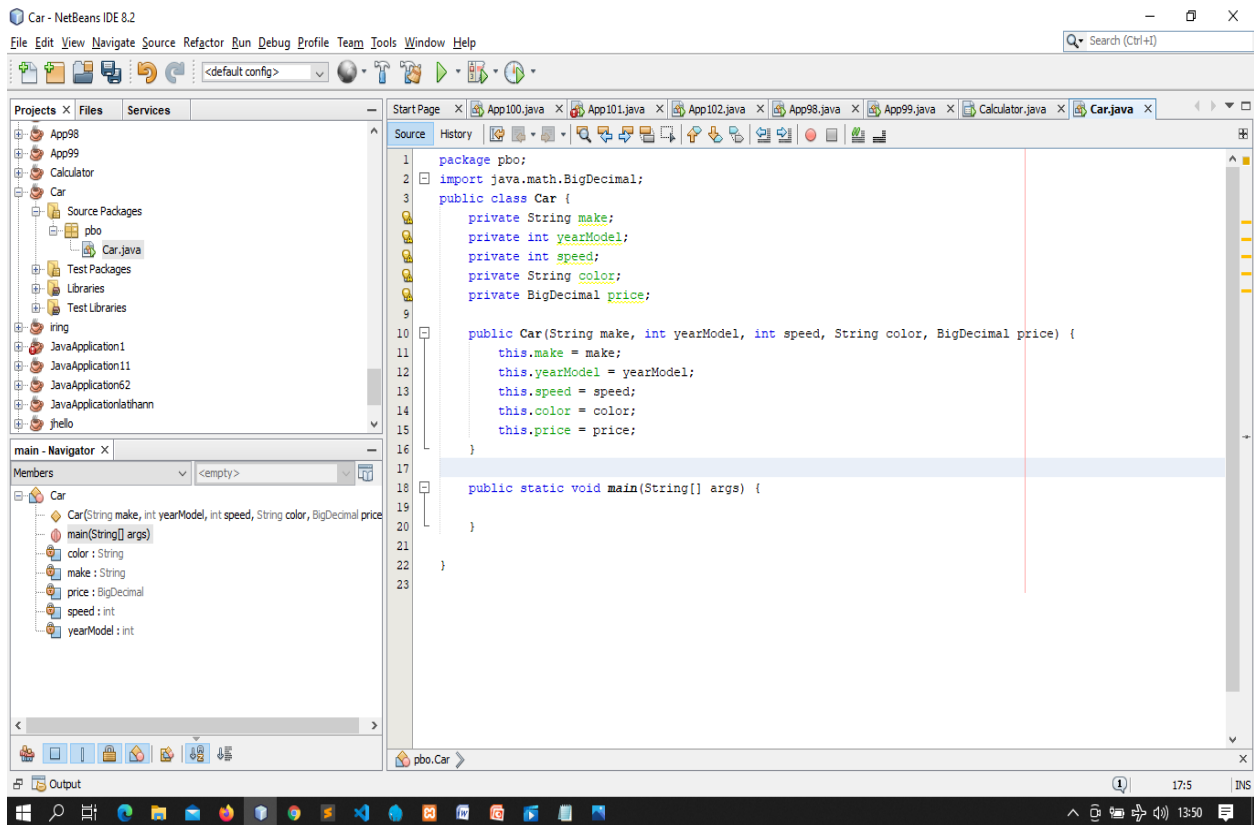 Car - NetBeans IDE 8.2
File Edit View Navigate Source Refactor Run Debug Profile Team Tools Window Help
Search (Ctrl+I)
<default config>
Projects Files Services
App98
App99
Calculator
Car
Source Packages
pbo
Car.java
Test Packages
Libraries
Test Libraries
iring
JavaApplication1
JavaApplication11
JavaApplication62
JavaApplicationlatihann
jhello
main - Navigator
Members <empty>
Car
Car(String make, int yearModel, int speed, String color, BigDecimal price
main(String[] args)
color : String
make : String
price : BigDecimal
speed : int
yearModel : int
Start Page App100.java App101.java App102.java App98.java App99.java Calculator.java Car.java
Source History
1 package pbo;
2 import java.math.BigDecimal;
3 public class Car {
private String make;
private int yearModel;
private int speed;
private String color;
private BigDecimal price;
9
10 public Car(String make, int yearModel, int speed, String color, BigDecimal price) {
11 this.make = make;
12 this.yearModel = yearModel;
13 this.speed = speed;
14 this.color = color;
15 this.price = price;
16 }
17
18 public static void main(String[] args) {
19
20 }
21
22 }
23
pbo.Car
Output
1 17:5 INS
13:50